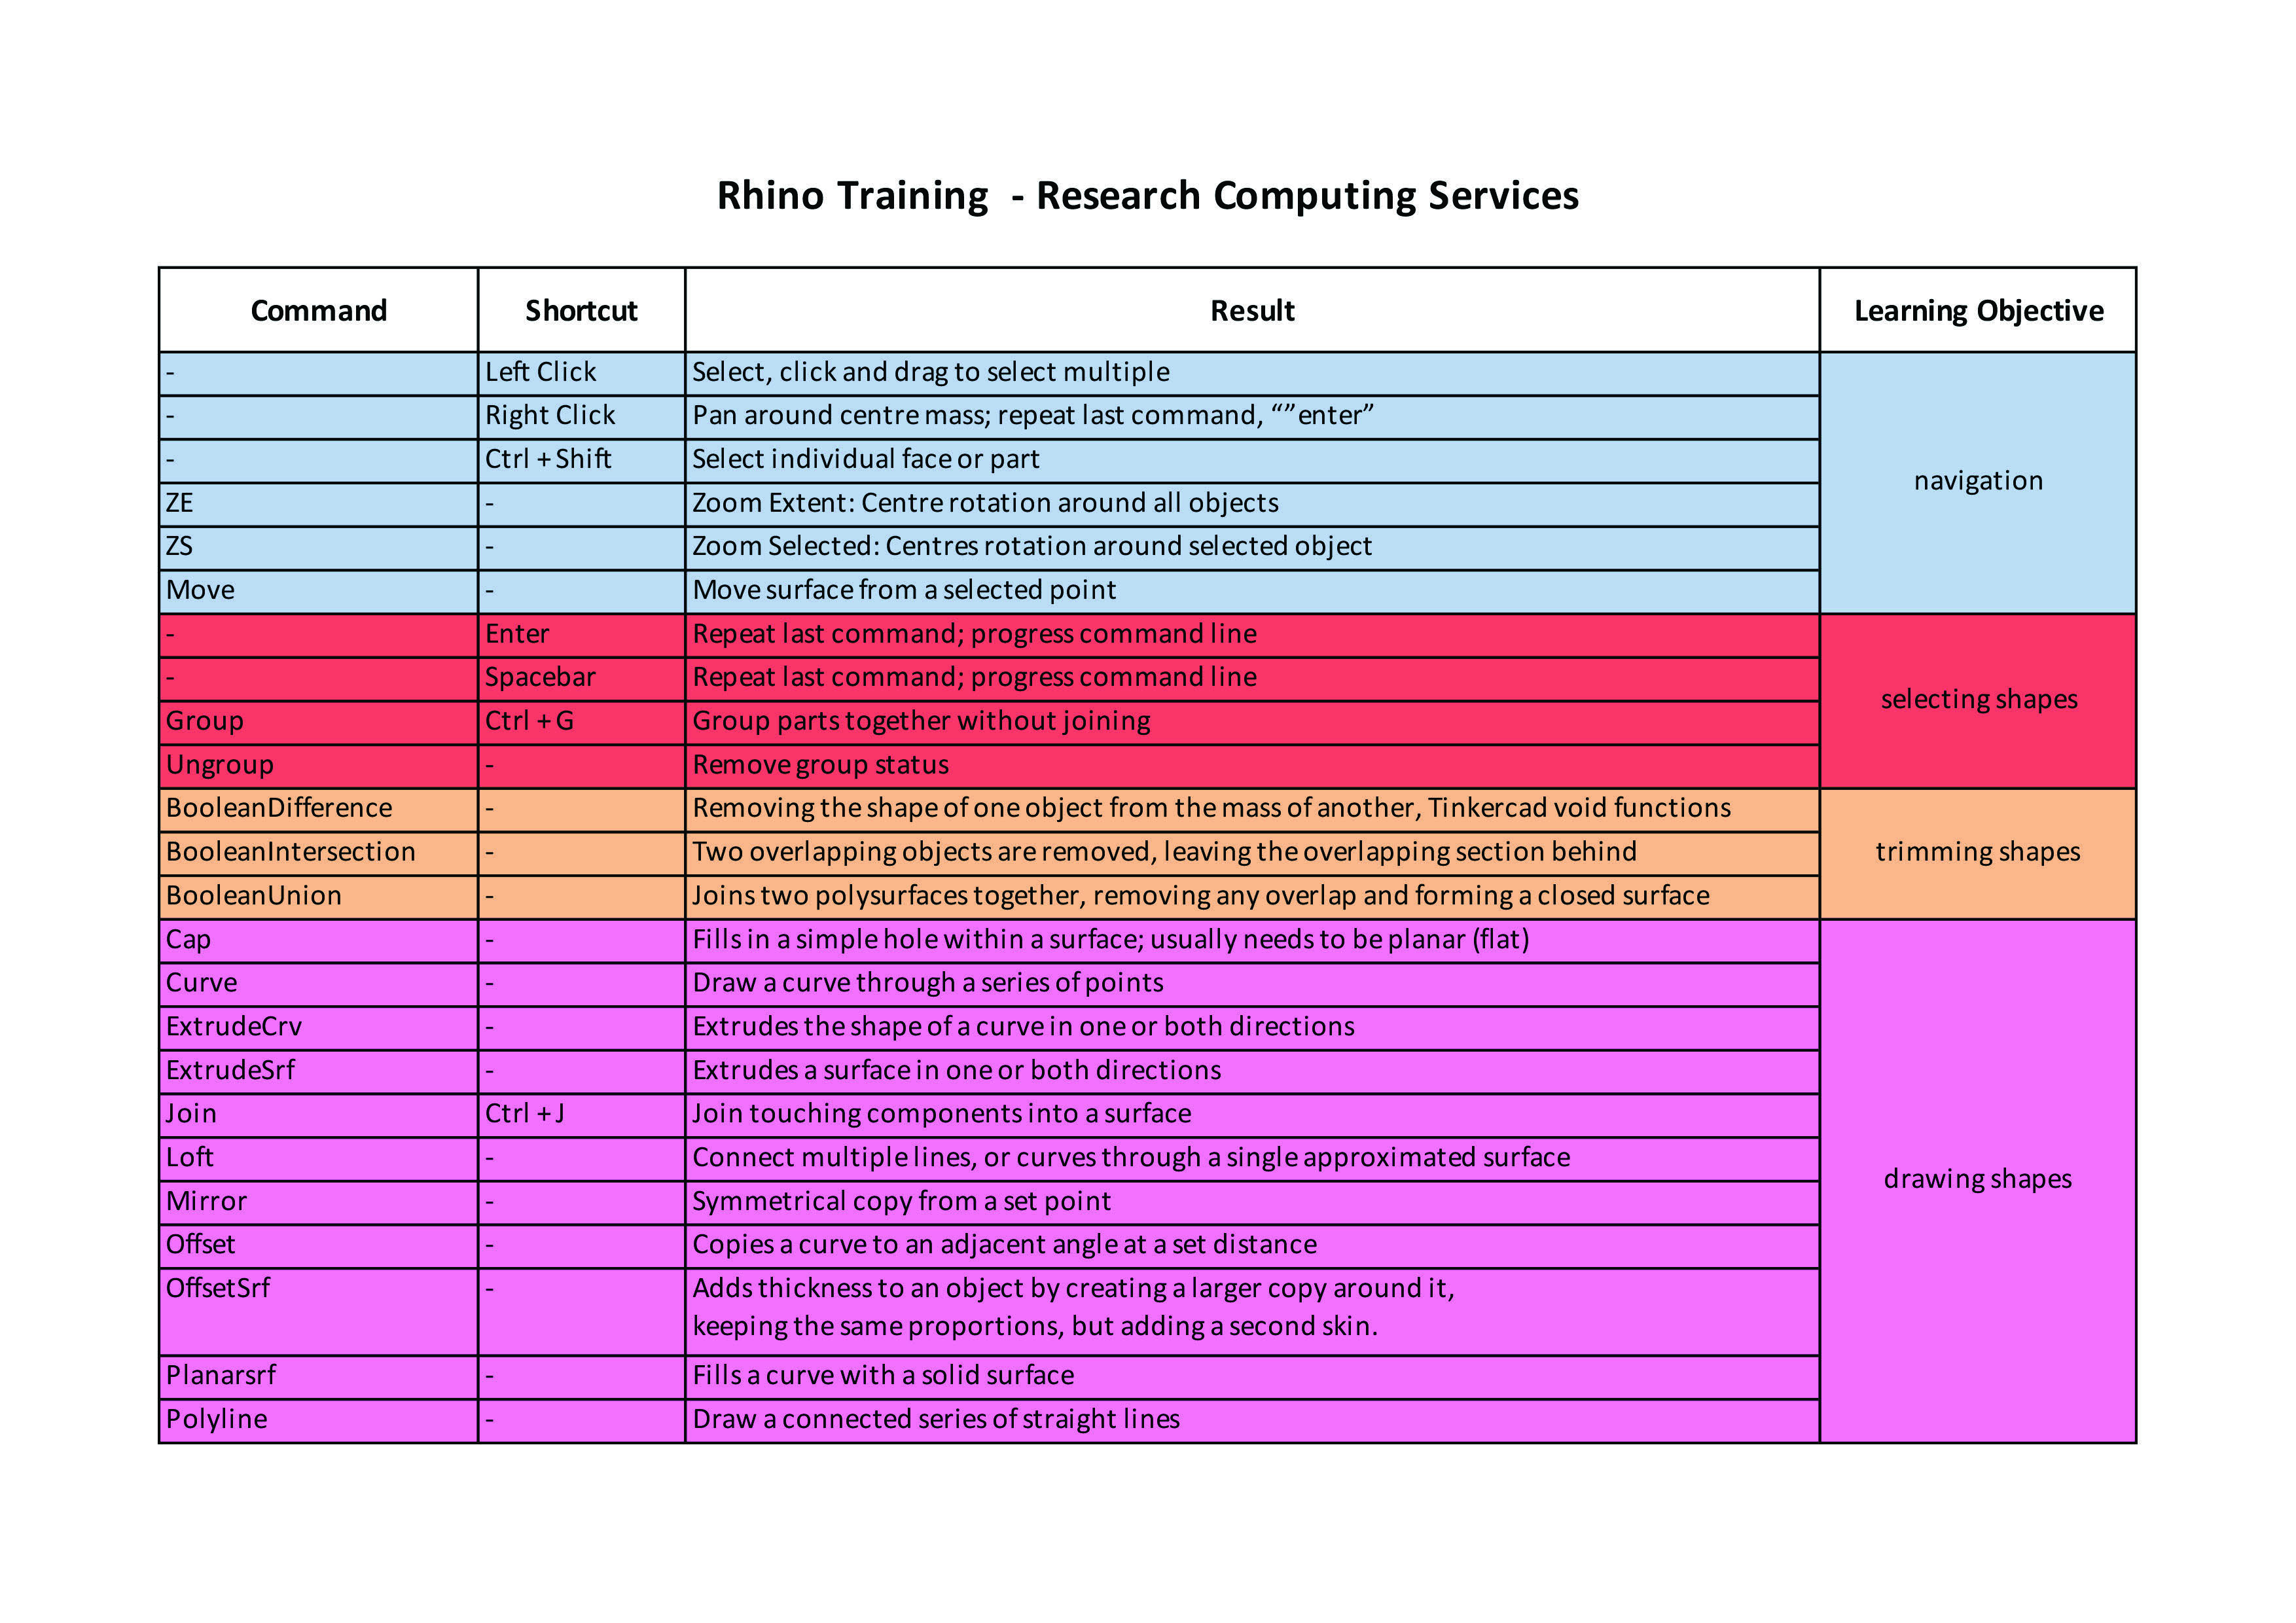 Rhino Training - Research Computing Services
Command Shortcut Result Learning Objective
- Left Click Select, click and drag to select multiple
- Right Click Pan around centre mass; repeat last command, “”enter”
- Ctrl + Shift Select individual face or part
navigation
ZE - Zoom Extent: Centre rotation around all objects
ZS - Zoom Selected: Centres rotation around selected object
Move - Move surface from a selected point
- Enter Repeat last command; progress command line
- Spacebar Repeat last command; progress command line
selecting shapes
Group Ctrl + G Group parts together without joining
Ungroup - Remove group status
BooleanDifference - Removing the shape of one object from the mass of another, Tinkercad void functions
BooleanIntersection - Two overlapping objects are removed, leaving the overlapping section behind trimming shapes
BooleanUnion - Joins two polysurfaces together, removing any overlap and forming a closed surface
Cap - Fills in a simple hole within a surface; usually needs to be planar (flat)
Curve - Draw a curve through a series of points
ExtrudeCrv - Extrudes the shape of a curve in one or both directions
ExtrudeSrf - Extrudes a surface in one or both directions
Join Ctrl + J Join touching components into a surface
Loft - Connect multiple lines, or curves through a single approximated surface
drawing shapes
Mirror - Symmetrical copy from a set point
Offset - Copies a curve to an adjacent angle at a set distance
OffsetSrf - Adds thickness to an object by creating a larger copy around it,
keeping the same proportions, but adding a second skin.
Planarsrf - Fills a curve with a solid surface
Polyline - Draw a connected series of straight lines